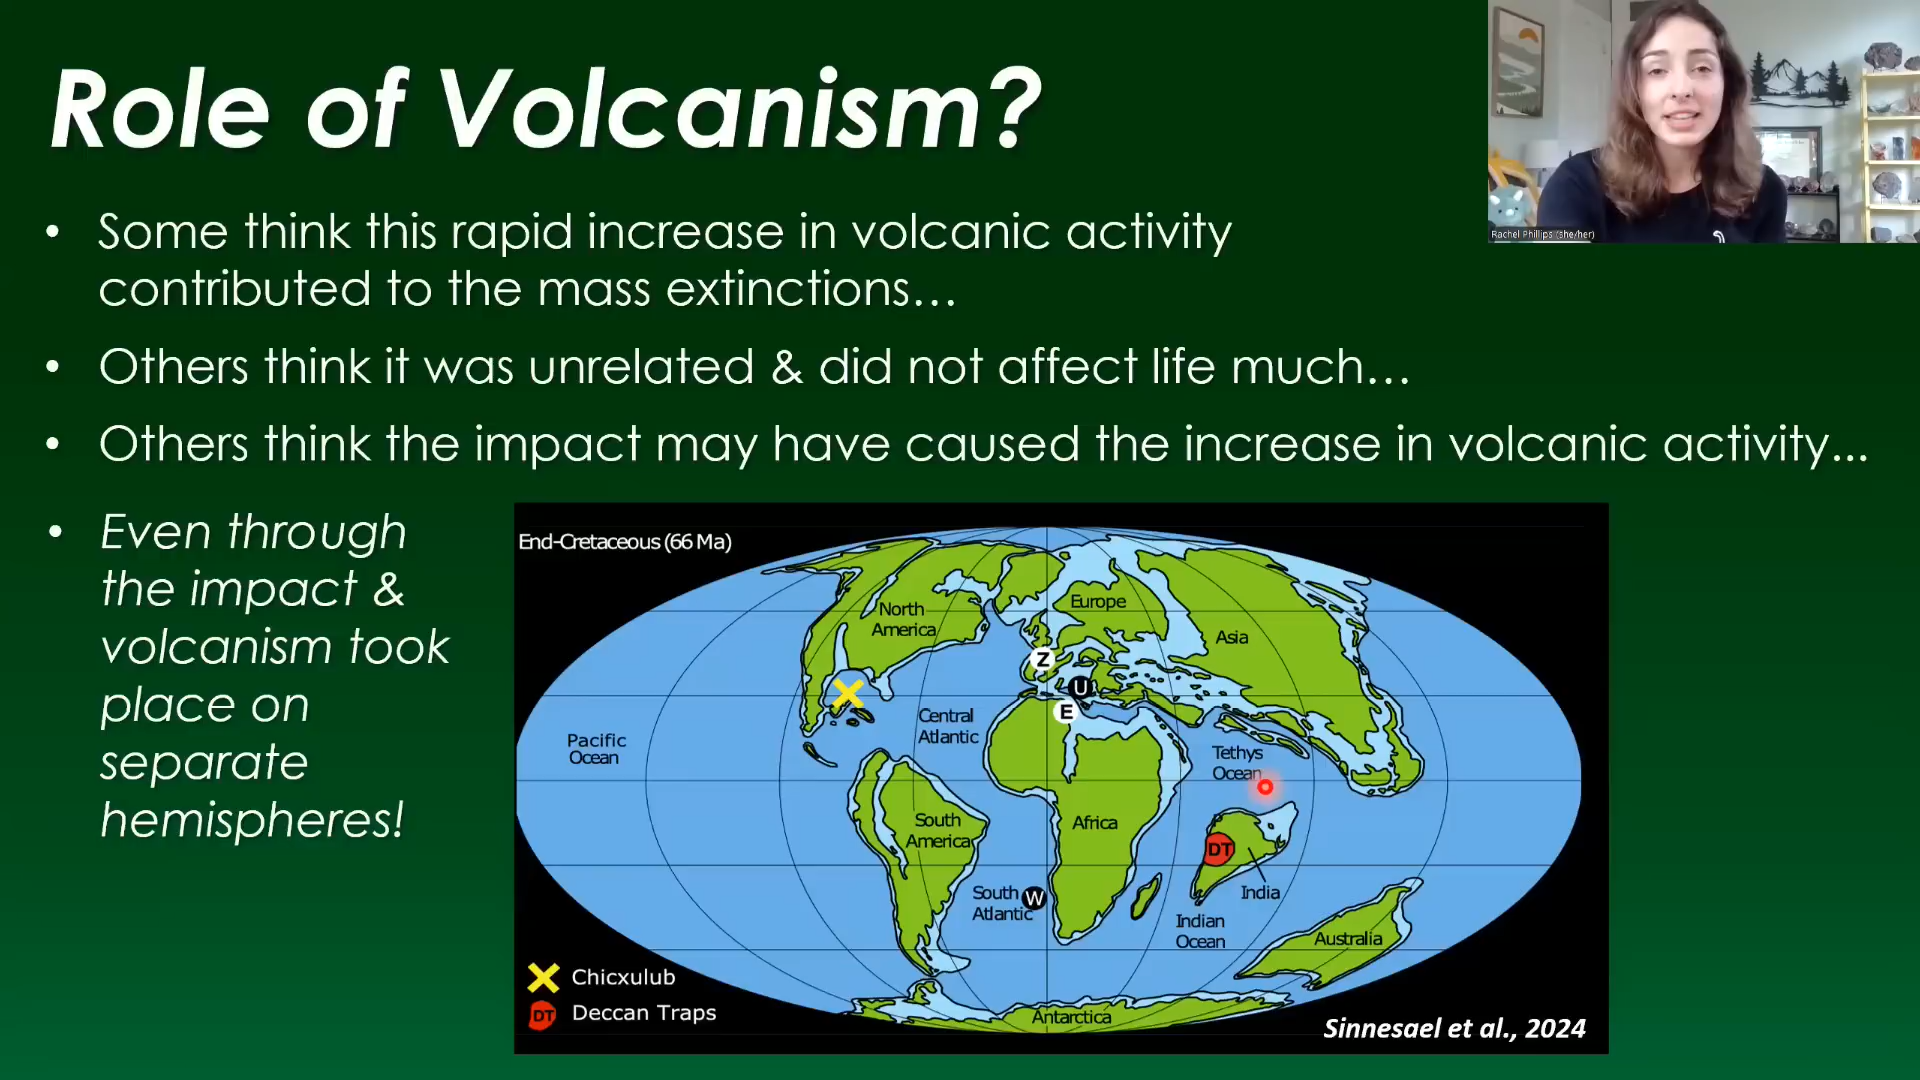 Role of Volcanism?
Rachel Phillips (she/her)
• Some think this rapid increase in volcanic activity
contributed to the mass extinctions...
• Others think it was unrelated & did not affect life much...
• Others think the impact may have caused the increase in volcanic activity...
• Even through
the impact &
volcanism took
place on
separate
hemispheres!
End-Cretaceous (66 Ma)
North
America
Europe
Asia
Z
U
E
Central
Atlantic
Pacific
Ocean
Tethys
Ocean
South
America
Africa
DT
India
South
Atlantic
W
Indian
Ocean
Australia
Antarctica
Chicxulub
DT
Deccan Traps
Sinnesael et al., 2024